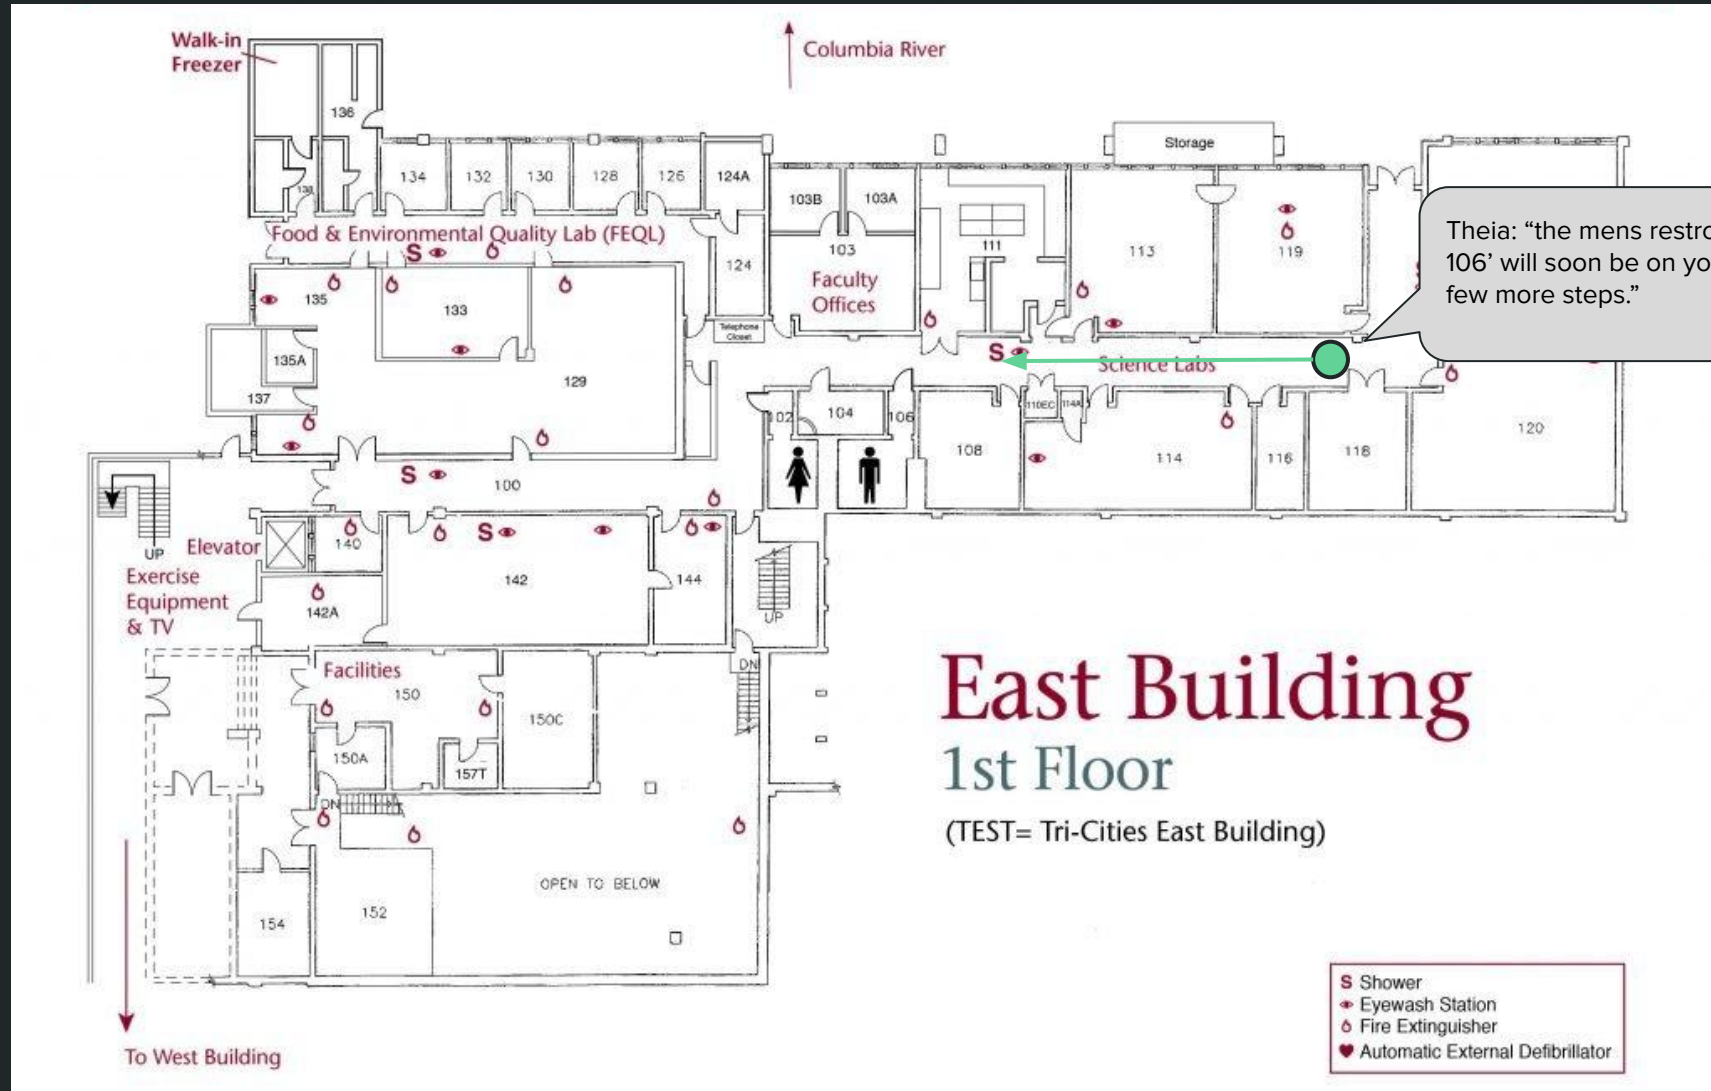 Walk-in
Freezer
Columbia River
136
Storage
134
132
130
128
126
124A
138
103B
103A
Food & Environmental Quality Lab (FEQL)
S
124
103
Faculty
Offices
111
113
119
Theia: “the mens restro
106’ will soon be on yo
few more steps.”
135
133
Telephone
Closet
135A
137
129
S
Science Labs
102
104
106
110EC
114A
108
114
116
118
120
S
100
UP
Elevator
140
S
142
144
UP
Exercise
Equipment
& TV
142A
Facilities
150
150C
DN
150A
157T
DN
East Building
1st Floor
(TEST= Tri-Cities East Building)
OPEN TO BELOW
152
154
To West Building
S Shower
Eyewash Station
Fire Extinguisher
Automatic External Defibrillator